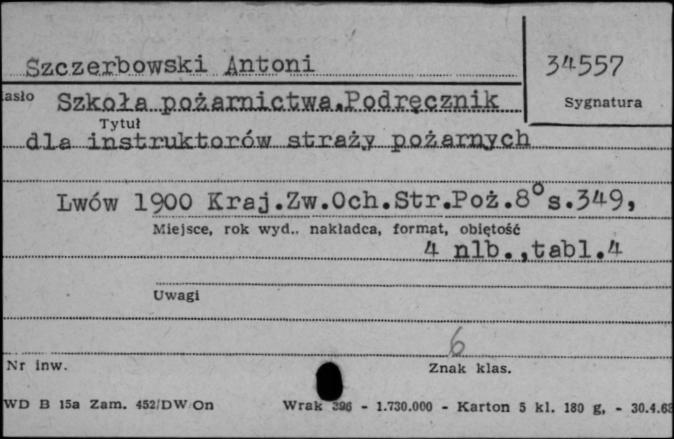 Szczerbowski Antoni
34557
asło Szkoła pożarnictwa.Podręcznik
Sygnatura
Tytuł
dla instruktorów straży pożarnych
Lwów 1900 Kraj.Zw.Och.Str.Poż.8° s.349,
Miejsce, rok wyd.. nakładca, format, obiętość
4 nlb.,tabl.4
Uwagi
6
Nr inw.
Znak klas.
WD B 15a Zam. 452/DW On Wrak 396 - 1.730.000 - Karton 5 kl. 180 g, - 30.4.68